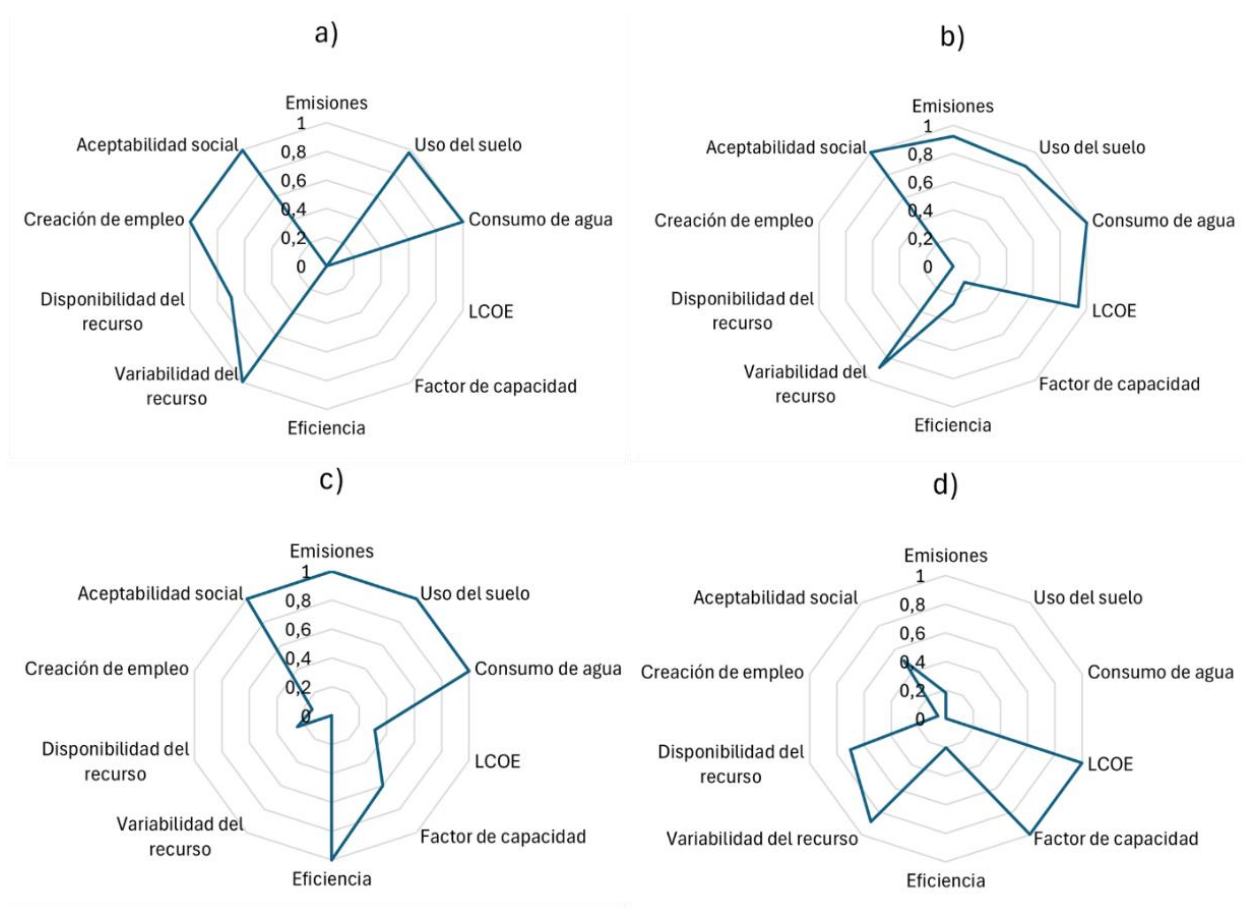 a)
Emisiones
1
Aceptabilidad social
Uso del suelo
0,8
0,6
Creación de empleo
0,4
Consumo de agua
0,2
0
Disponibilidad del
recurso
LCOE
Variabilidad del
recurso
Factor de capacidad
Eficiencia
b)
Emisiones
1
Aceptabilidad social
Uso del suelo
0,8
0,6
Creación de empleo
0,4
Consumo de agua
0,2
0
Disponibilidad del
recurso
LCOE
Variabilidad del
recurso
Factor de capacidad
Eficiencia
c)
Emisiones
1
Aceptabilidad social
Uso del suelo
0,8
0,6
Creación de empleo
0,4
Consumo de agua
0,2
0
Disponibilidad del
recurso
LCOE
Variabilidad del
recurso
Factor de capacidad
Eficiencia
d)
Emisiones
1
Aceptabilidad social
Uso del suelo
0,8
0,6
Creación de empleo
0,4
Consumo de agua
0,2
0
Disponibilidad del
recurso
LCOE
Variabilidad del recurso
Factor de capacidad
Eficiencia